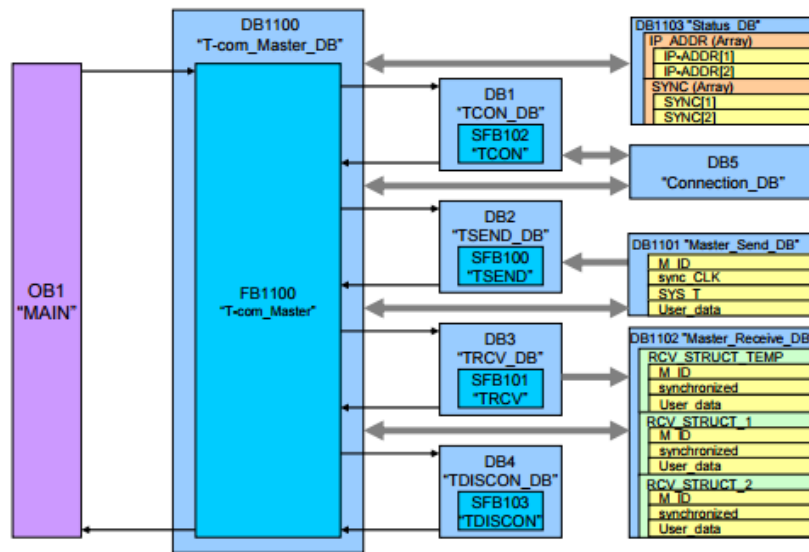 DB1100
"T-com_Master_DB"
OB1
"MAIN"
FB1100
"T-com_Master"
DB1
"TCON_DB"
SFB102
"TCON"
DB2
"TSEND_DB"
SFB100
"TSEND"
DB3
"TRCV_DB"
SFB101
"TRCV"
DB4
"TDISCON_DB"
SFB103
"TDISCON"
DB1103 "Status_DB"
IP_ADDR (Array)
IP-ADDR[1]
IP-ADDR[2]
SYNC (Array)
SYNC[1]
SYNC[2]
DB5
"Connection_DB"
DB1101 "Master_Send_DB"
M_ID
sync_CLK
SYS_T
User_data
DB1102 "Master_Receive_DB
RCV_STRUCT_TEMP
M_ID
synchronized
User_data
RCV_STRUCT_1
M_ID
synchronized
User_data
RCV_STRUCT_2
M_ID
synchronized
User_data